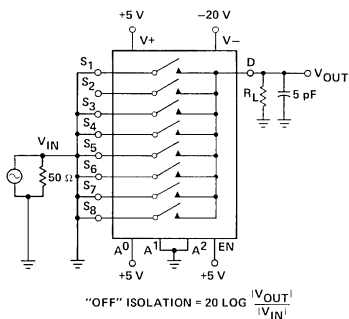 +5 V
−20 V
V+
V−
S1
S2
S3
S4
S5
S6
S7
S8
D
VOUT
RL
5 pF
VIN
50 Ω
A0
A1
A2
EN
+5 V
+5 V
"OFF" ISOLATION = 20 LOG |VOUT| / |VIN|